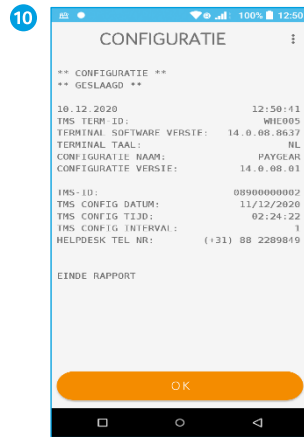 10
100% 12:50
CONFIGURATIE
** CONFIGURATIE **
** GESLAAGD **
10.12.2020 12:50:41
TMS TERM-ID: WHE005
TERMINAL SOFTWARE VERSIE: 14.0.08.8637
TERMINAL TAAL: NL
CONFIGURATIE NAAM: PAYGEAR
CONFIGURATIE VERSIE: 14.0.08.01
TMS-ID: 08900000002
TMS CONFIG DATUM: 11/12/2020
TMS CONFIG TIJD: 02:24:22
TMS CONFIG INTERVAL: 1
HELPDESK TEL NR: (+31) 88 2289849
EINDE RAPPORT
OK